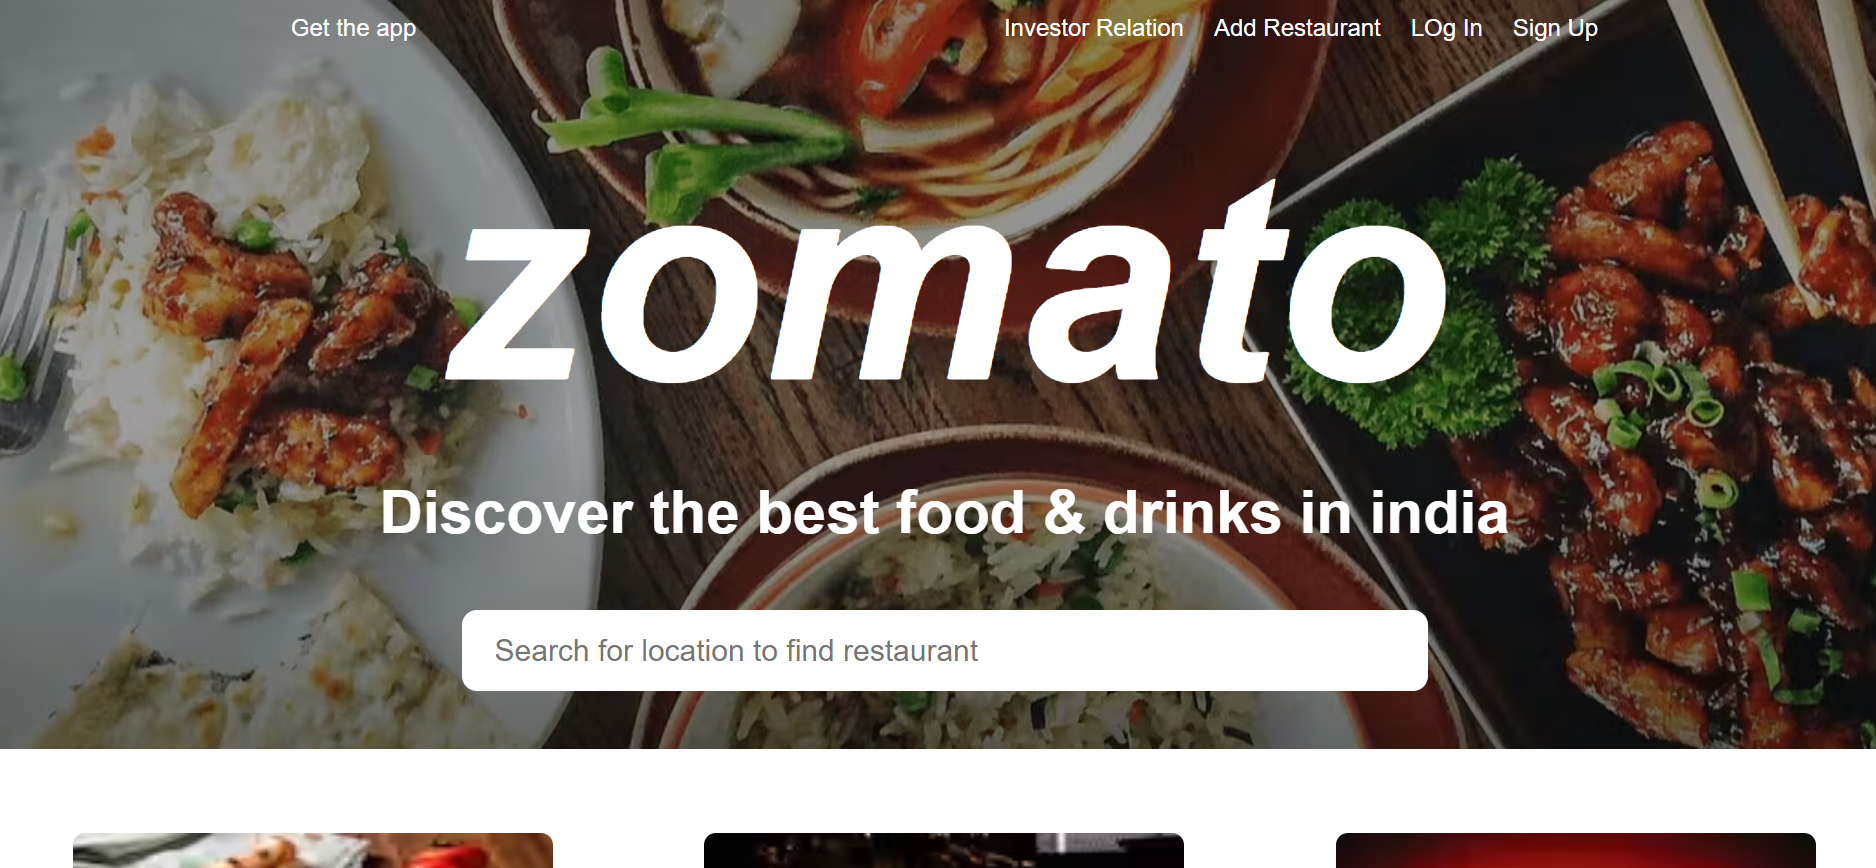 Get the app Investor Relation Add Restaurant LOg In Sign Up
zomato
Discover the best food & drinks in india
Search for location to find restaurant